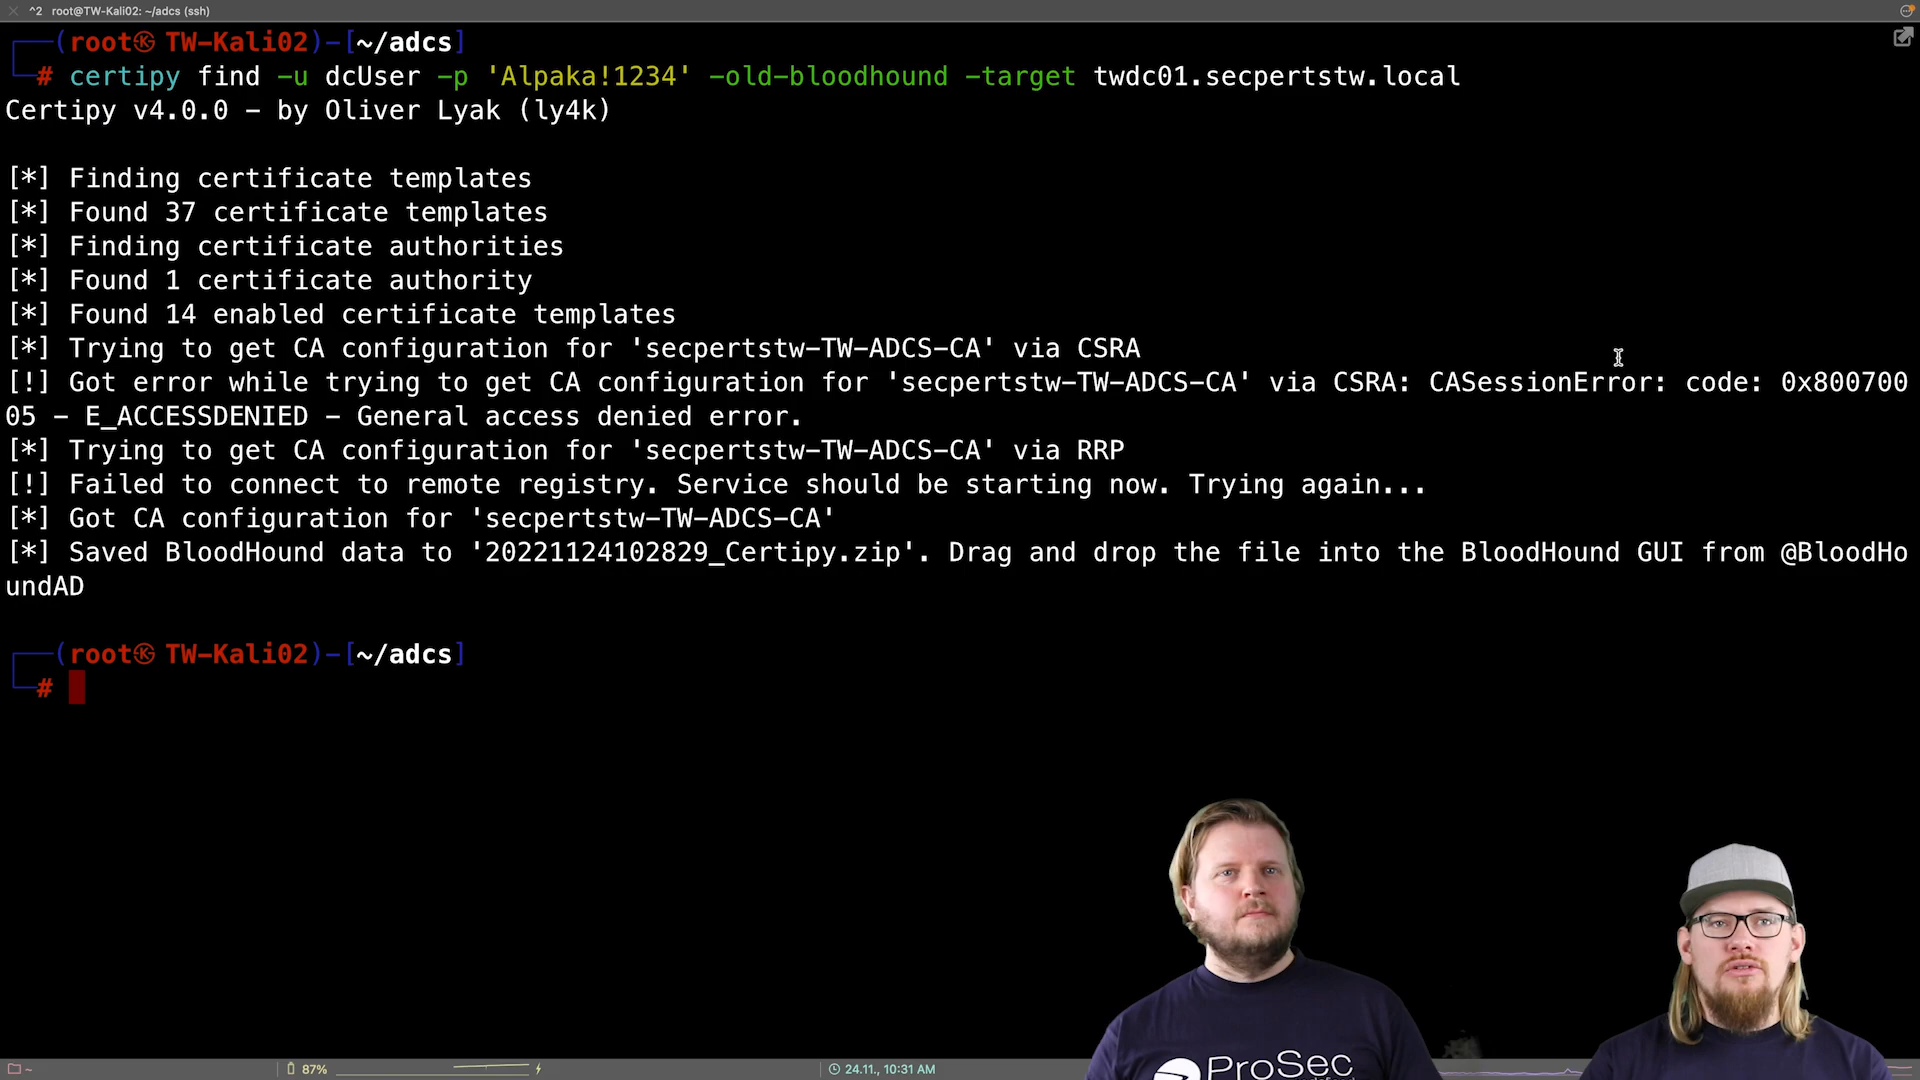 ^2 root@TW-Kali02: ~/adcs (ssh)
(root㉿TW-Kali02)-[~/adcs]
# certipy find -u dcUser -p 'Alpaka!1234' -old-bloodhound -target twdc01.secpertstw.local
Certipy v4.0.0 - by Oliver Lyak (ly4k)
[*] Finding certificate templates
[*] Found 37 certificate templates
[*] Finding certificate authorities
[*] Found 1 certificate authority
[*] Found 14 enabled certificate templates
[*] Trying to get CA configuration for 'secpertstw-TW-ADCS-CA' via CSRA
[!] Got error while trying to get CA configuration for 'secpertstw-TW-ADCS-CA' via CSRA: CASessionError: code: 0x800700
05 - E_ACCESSDENIED - General access denied error.
[*] Trying to get CA configuration for 'secpertstw-TW-ADCS-CA' via RRP
[!] Failed to connect to remote registry. Service should be starting now. Trying again...
[*] Got CA configuration for 'secpertstw-TW-ADCS-CA'
[*] Saved BloodHound data to '20221124102829_Certipy.zip'. Drag and drop the file into the BloodHound GUI from @BloodHo
undAD
(root㉿TW-Kali02)-[~/adcs]
#
~
87%
24.11., 10:31 AM
ProSec